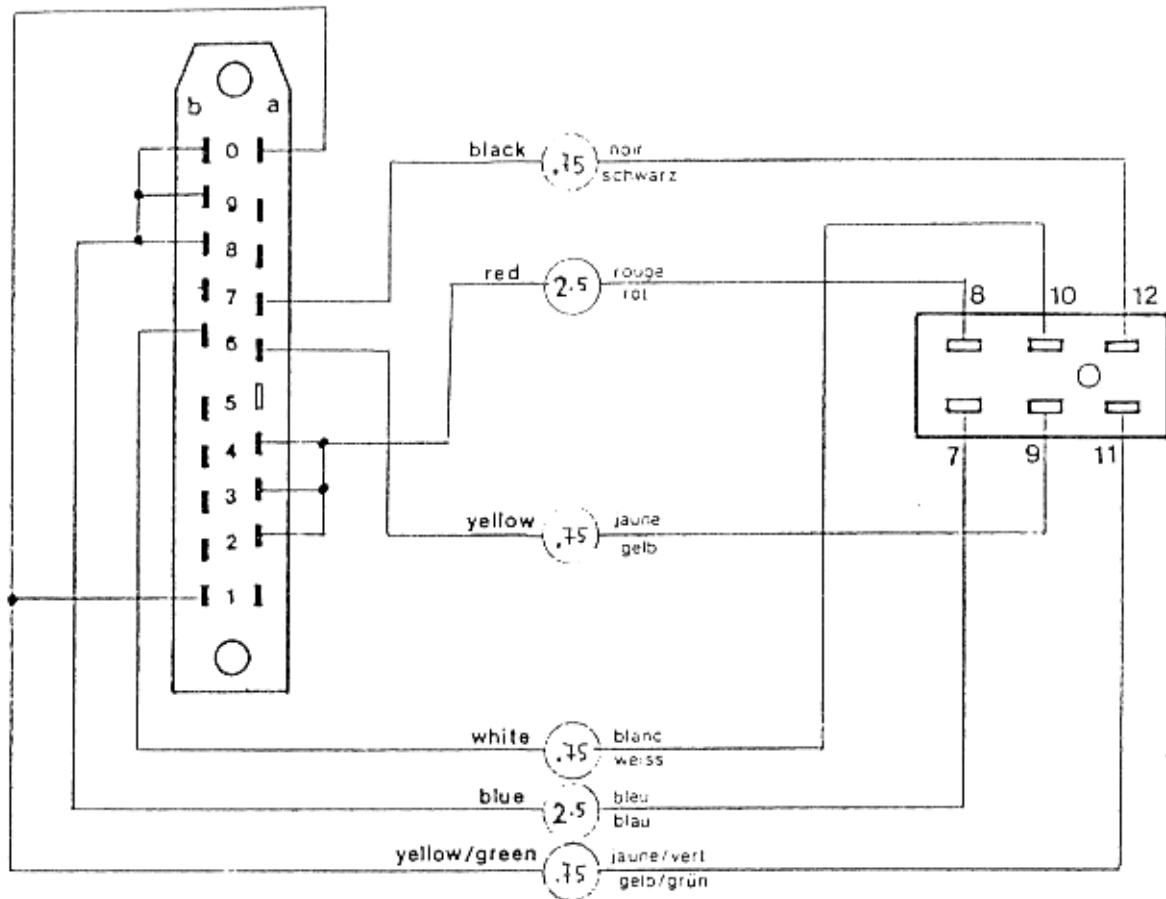 b a
0
9
8
7
6
5
4
3
2
1
black .75 noir
schwarz
red 2.5 rouge
rot
8 10 12
7 9 11
yellow .75 jaune
gelb
white .75 blanc
weiss
blue 2.5 bleu
blau
yellow/green .75 jaune/vert
gelb/grün